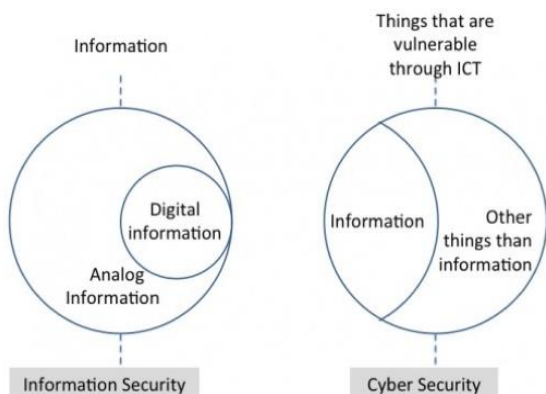 Information
Digital
information
Analog
Information
Information Security
Things that are
vulnerable
through ICT
Information
Other
things than
information
Cyber Security